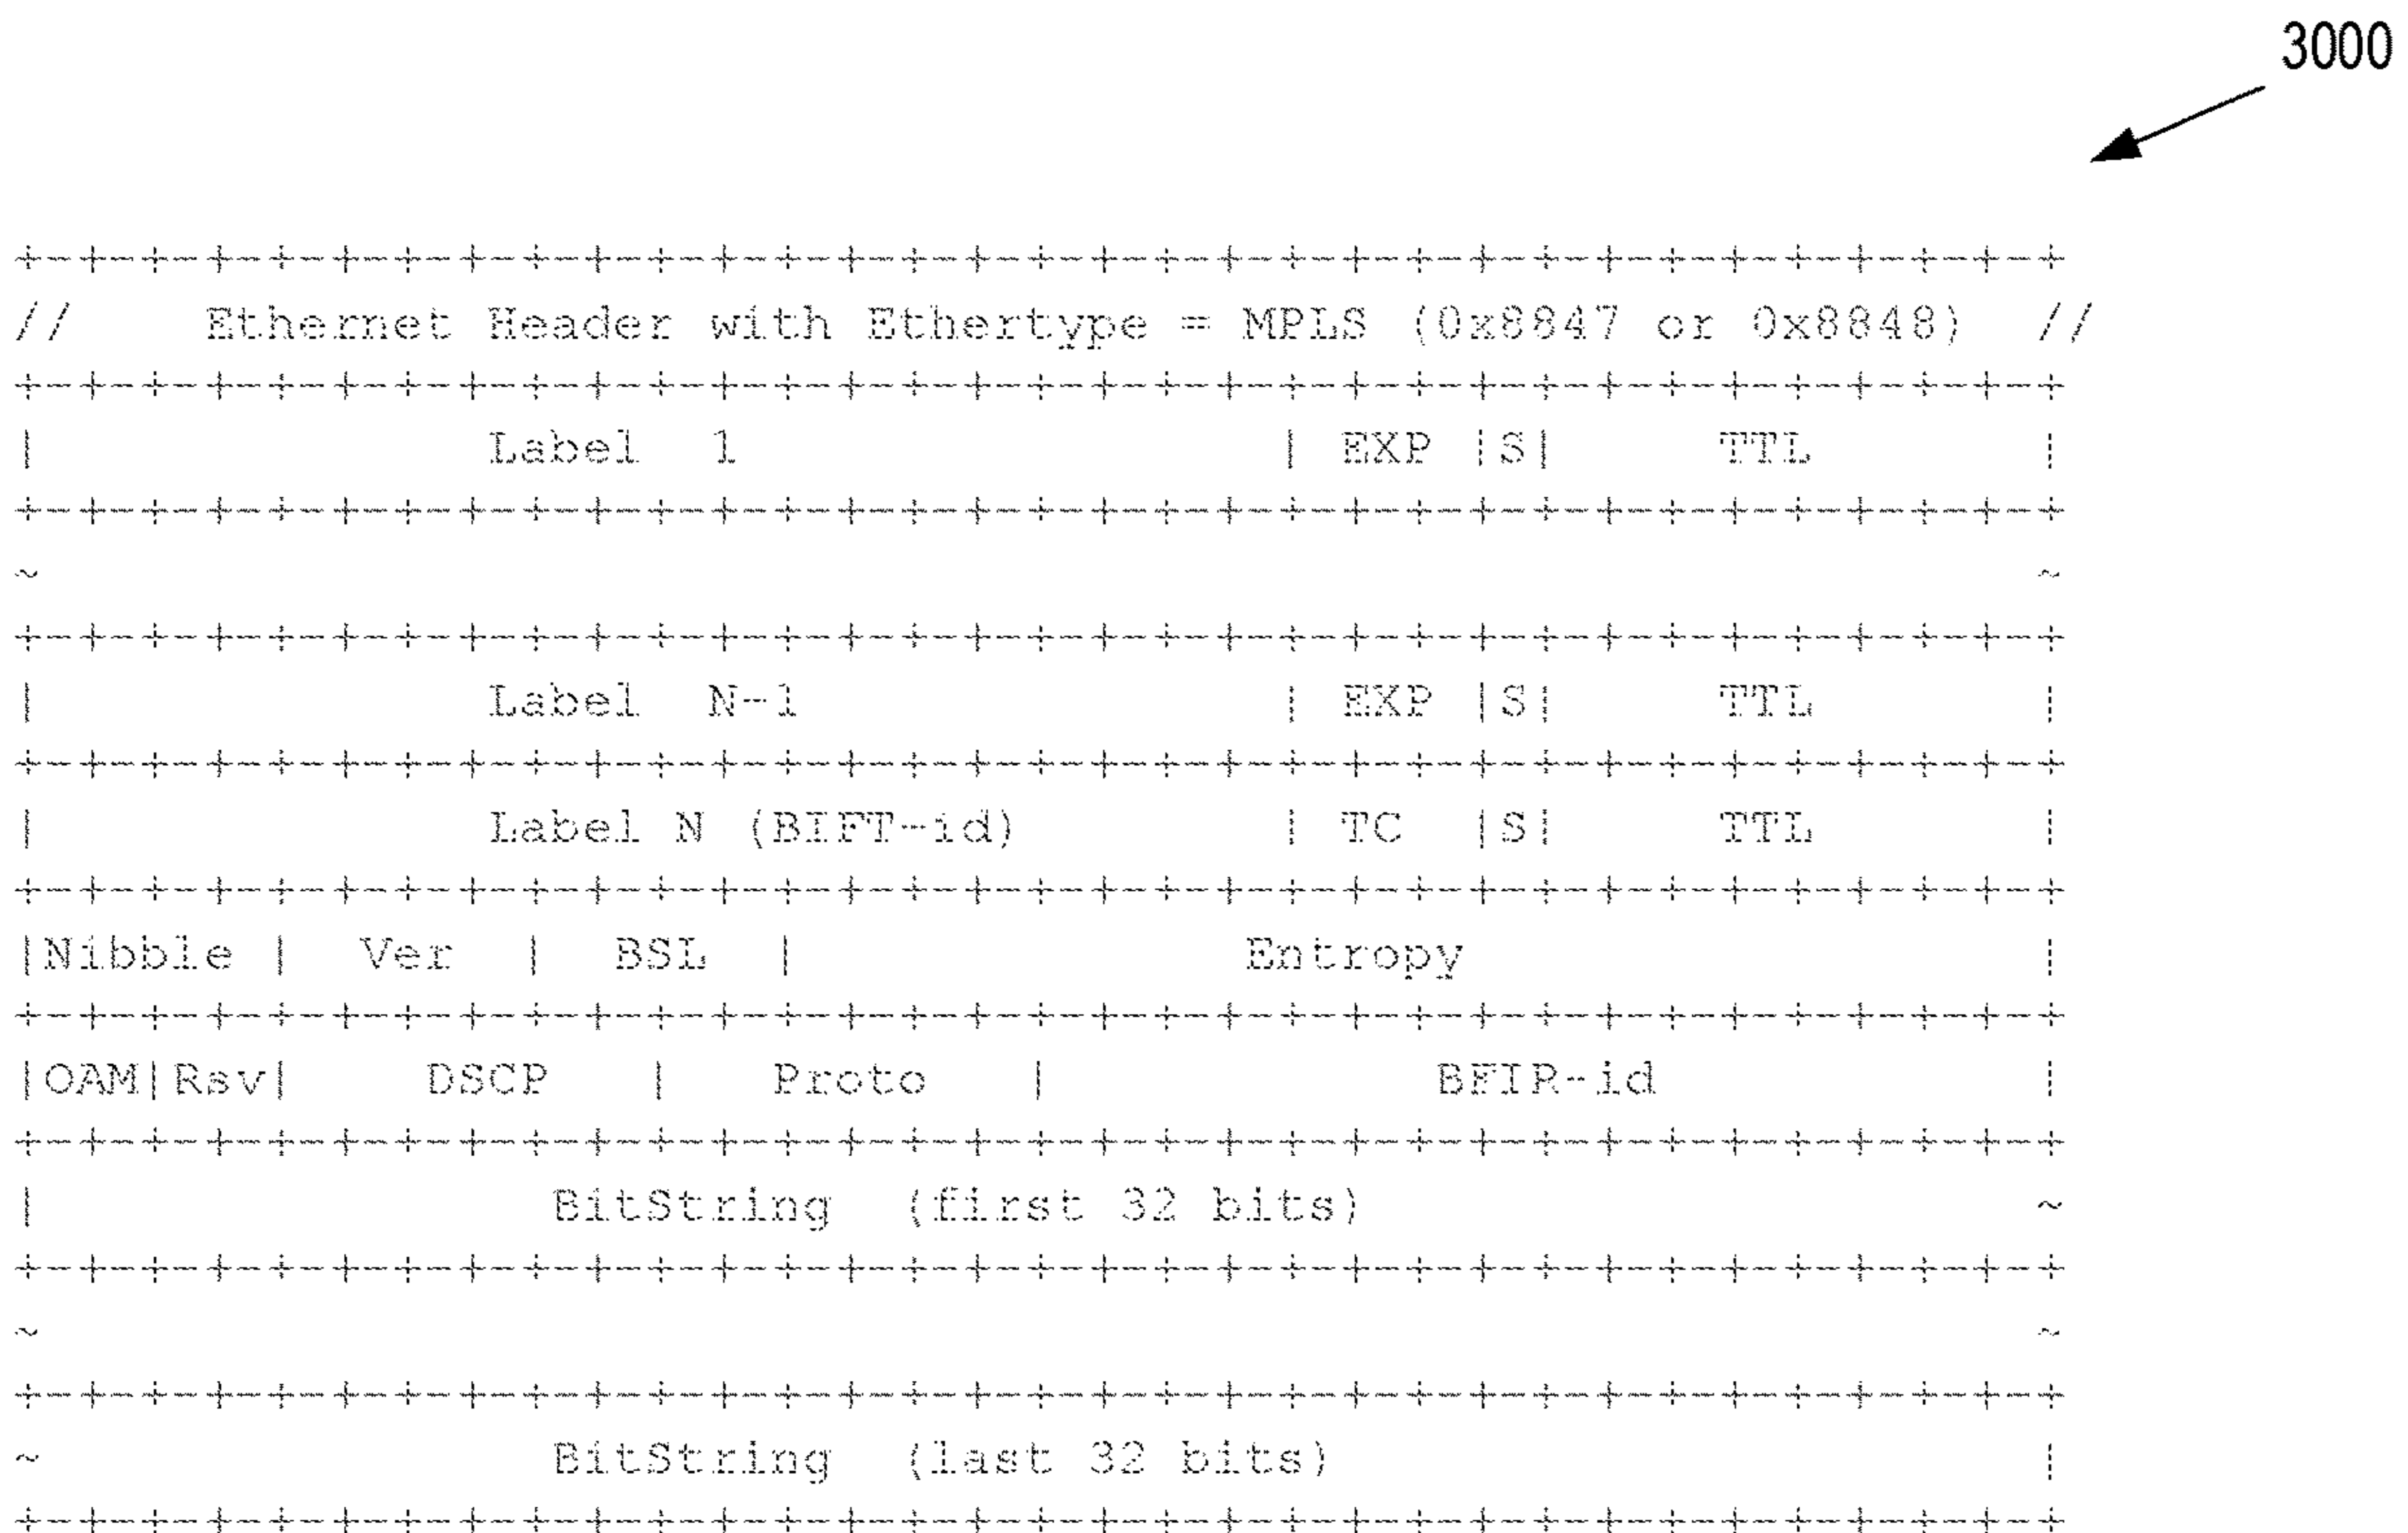 3000
+-+-+-+-+-+-+-+-+-+-+-+-+-+-+-+-+-+-+-+-+-+-+-+-+-+-+-+-+-+-+-+-+
//    Ethernet Header with Ethertype = MPLS (0x8847 or 0x8848)  //
+-+-+-+-+-+-+-+-+-+-+-+-+-+-+-+-+-+-+-+-+-+-+-+-+-+-+-+-+-+-+-+-+
|              Label  1                 | EXP |S|     TTL       |
+-+-+-+-+-+-+-+-+-+-+-+-+-+-+-+-+-+-+-+-+-+-+-+-+-+-+-+-+-+-+-+-+
~                                                               ~
+-+-+-+-+-+-+-+-+-+-+-+-+-+-+-+-+-+-+-+-+-+-+-+-+-+-+-+-+-+-+-+-+
|              Label  N-1               | EXP |S|     TTL       |
+-+-+-+-+-+-+-+-+-+-+-+-+-+-+-+-+-+-+-+-+-+-+-+-+-+-+-+-+-+-+-+-+
|              Label N (BIFT-id)        | TC  |S|     TTL       |
+-+-+-+-+-+-+-+-+-+-+-+-+-+-+-+-+-+-+-+-+-+-+-+-+-+-+-+-+-+-+-+-+
|Nibble |  Ver  |  BSL  |              Entropy                  |
+-+-+-+-+-+-+-+-+-+-+-+-+-+-+-+-+-+-+-+-+-+-+-+-+-+-+-+-+-+-+-+-+
|OAM|Rsv|    DSCP   |   Proto   |            BFIR-id            |
+-+-+-+-+-+-+-+-+-+-+-+-+-+-+-+-+-+-+-+-+-+-+-+-+-+-+-+-+-+-+-+-+
|                BitString  (first 32 bits)                     ~
+-+-+-+-+-+-+-+-+-+-+-+-+-+-+-+-+-+-+-+-+-+-+-+-+-+-+-+-+-+-+-+-+
~                                                               ~
+-+-+-+-+-+-+-+-+-+-+-+-+-+-+-+-+-+-+-+-+-+-+-+-+-+-+-+-+-+-+-+-+
~                BitString  (last 32 bits)                      |
+-+-+-+-+-+-+-+-+-+-+-+-+-+-+-+-+-+-+-+-+-+-+-+-+-+-+-+-+-+-+-+-+